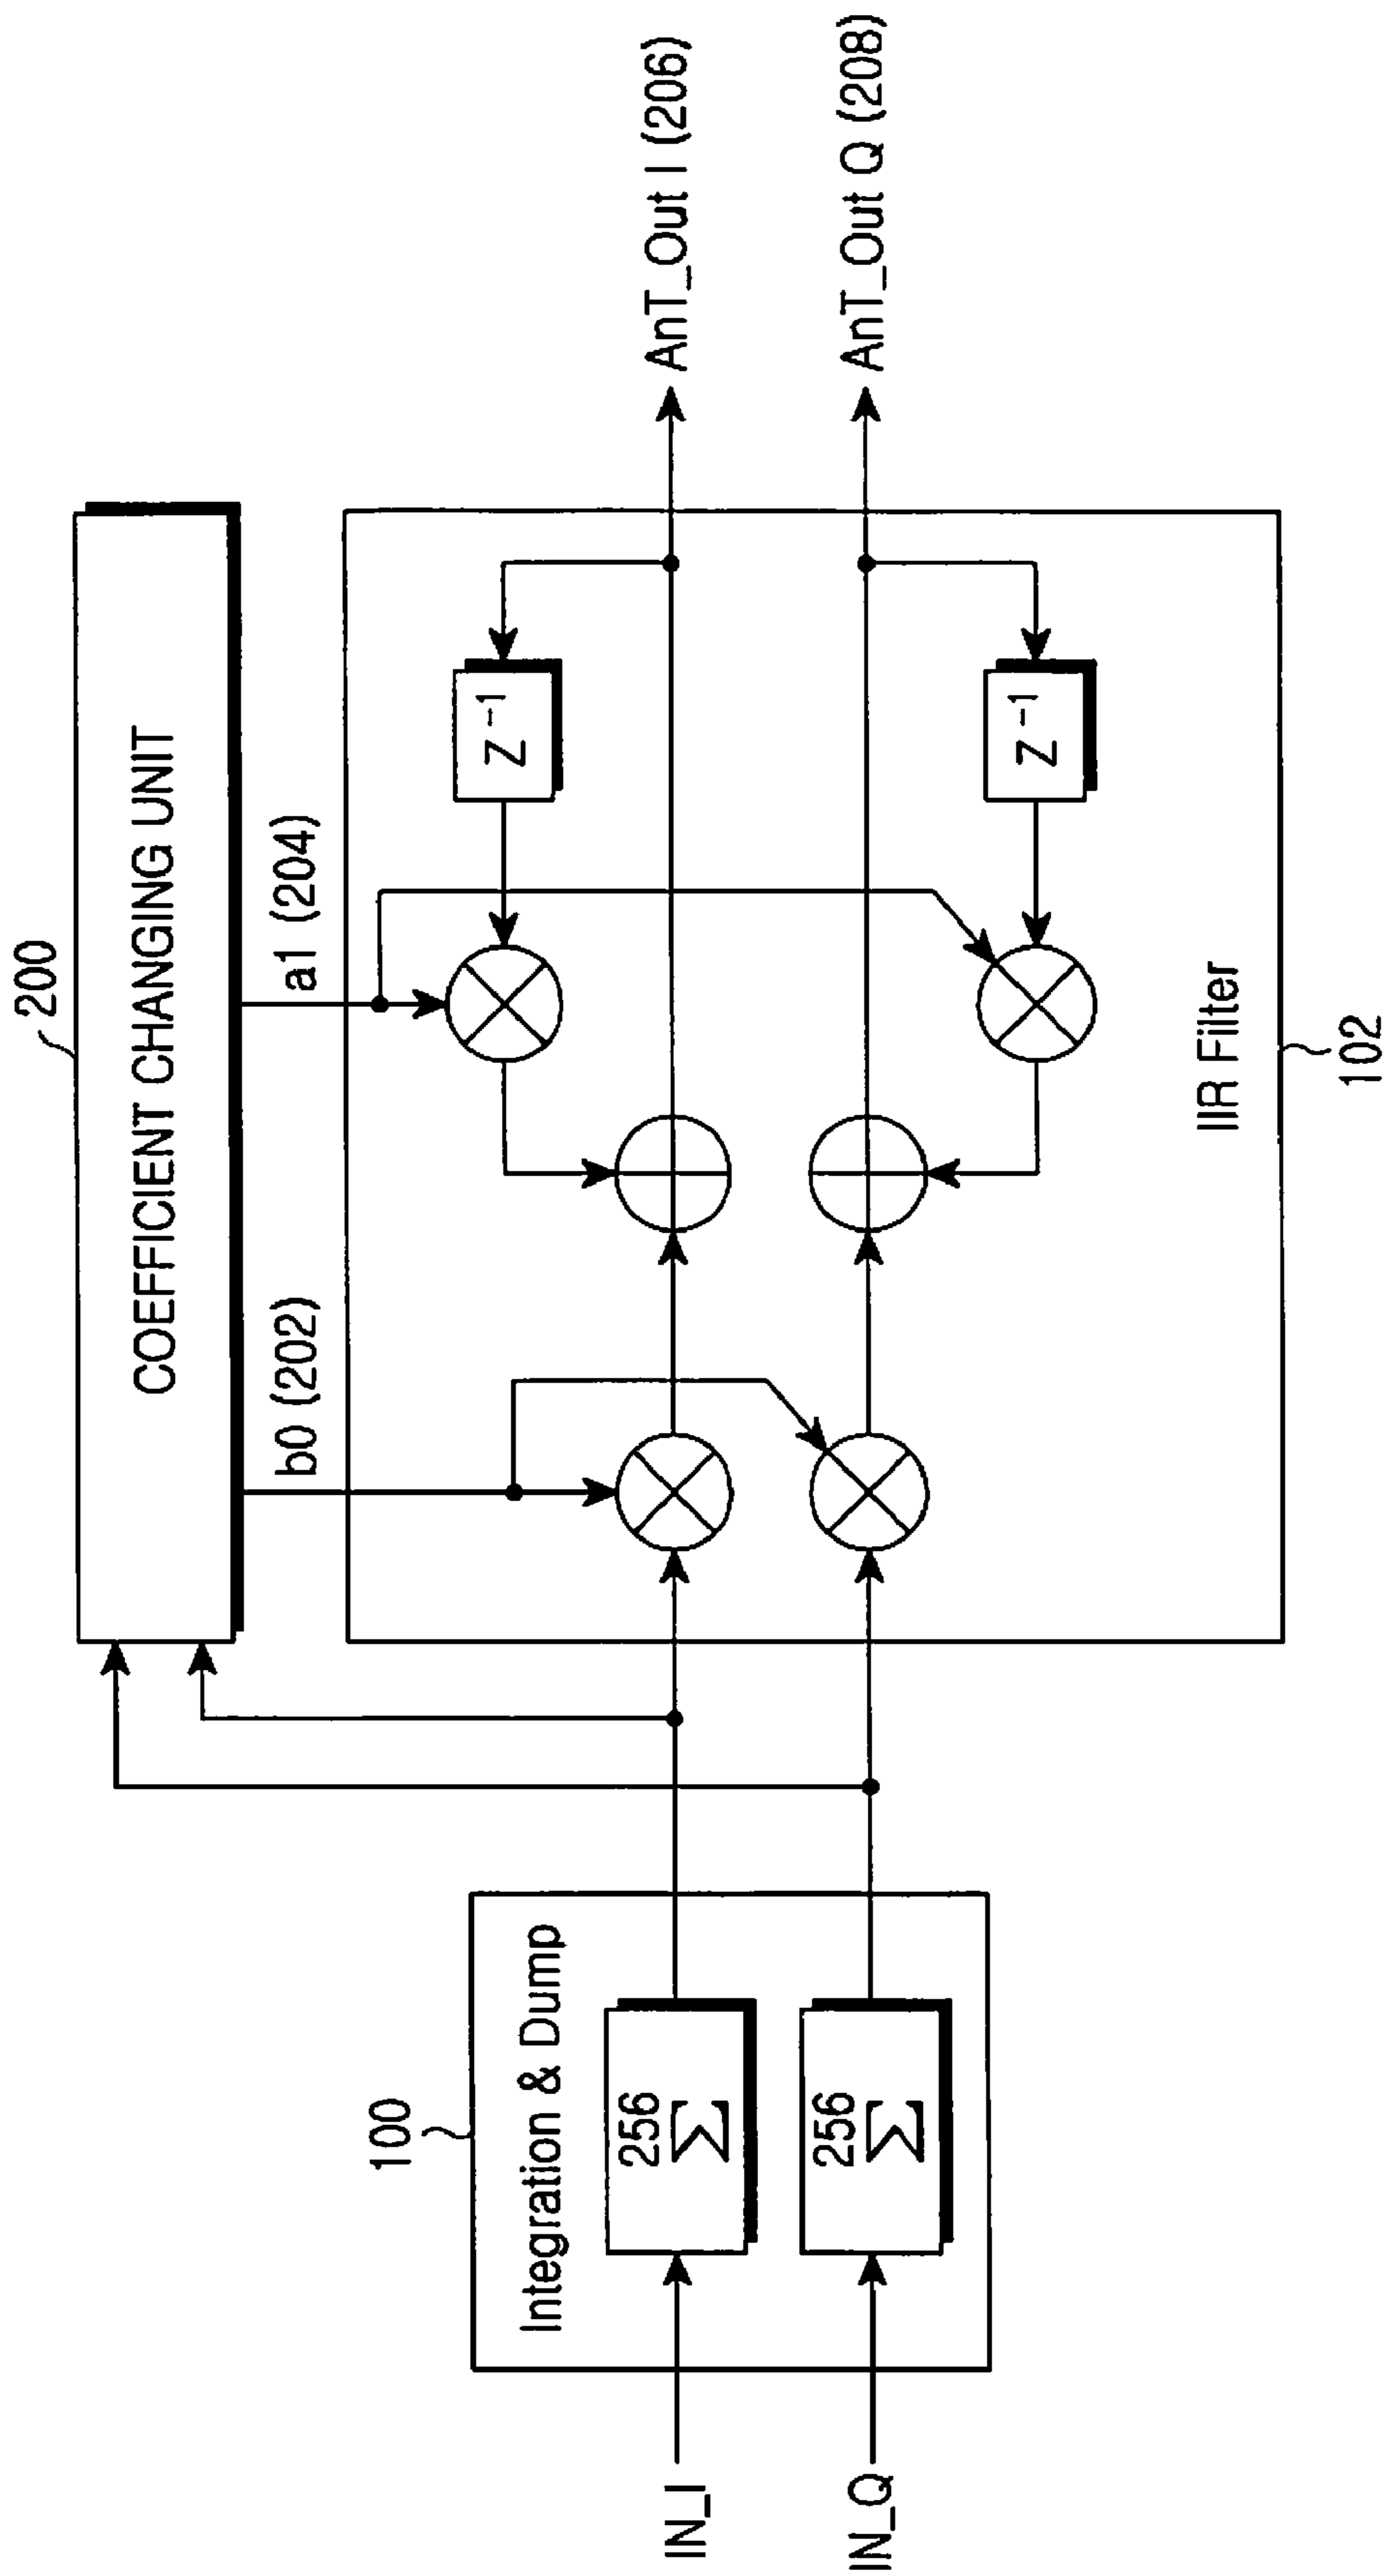 200
COEFFICIENT CHANGING UNIT
b0 (202)
a1 (204)
100
Integration & Dump
256
Σ
256
Σ
IN_I
IN_Q
Z⁻¹
Z⁻¹
AnT_Out I (206)
AnT_Out Q (208)
IIR Filter
102